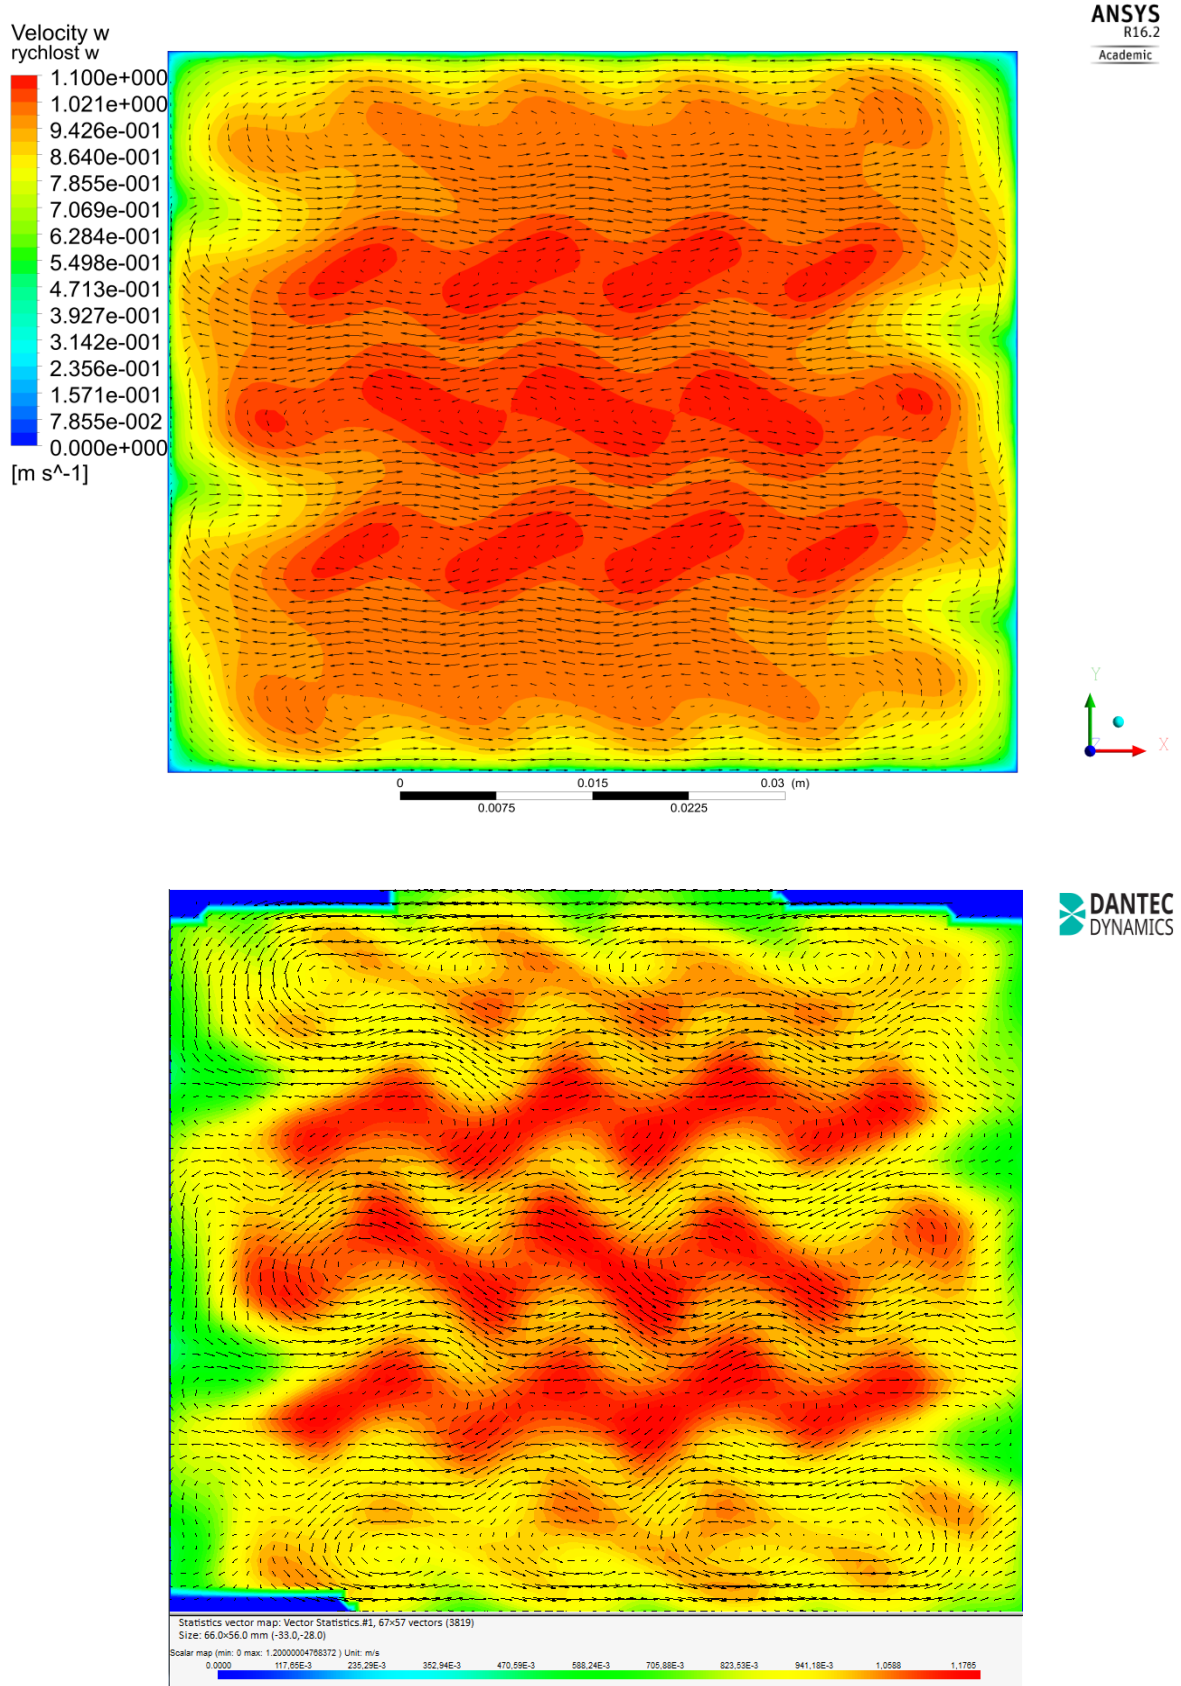 ANSYS
R16.2
Academic
Velocity w
rychlost w
1.100e+000
1.021e+000
9.426e-001
8.640e-001
7.855e-001
7.069e-001
6.284e-001
5.498e-001
4.713e-001
3.927e-001
3.142e-001
2.356e-001
1.571e-001
7.855e-002
0.000e+000
[m s^-1]
Y
X
0 0.015 0.03 (m)
0.0075 0.0225
DANTEC
DYNAMICS
Statistics vector map: Vector Statistics.#1, 67×57 vectors (3819)
Size: 66.0×56.0 mm (-33.0,-28.0)
Scalar map (min: 0 max: 1.20000004768372 ) Unit: m/s
0.0000 117,65E-3 235,29E-3 352,94E-3 470,59E-3 588,24E-3 705,88E-3 823,53E-3 941,18E-3 1,0588 1,1765